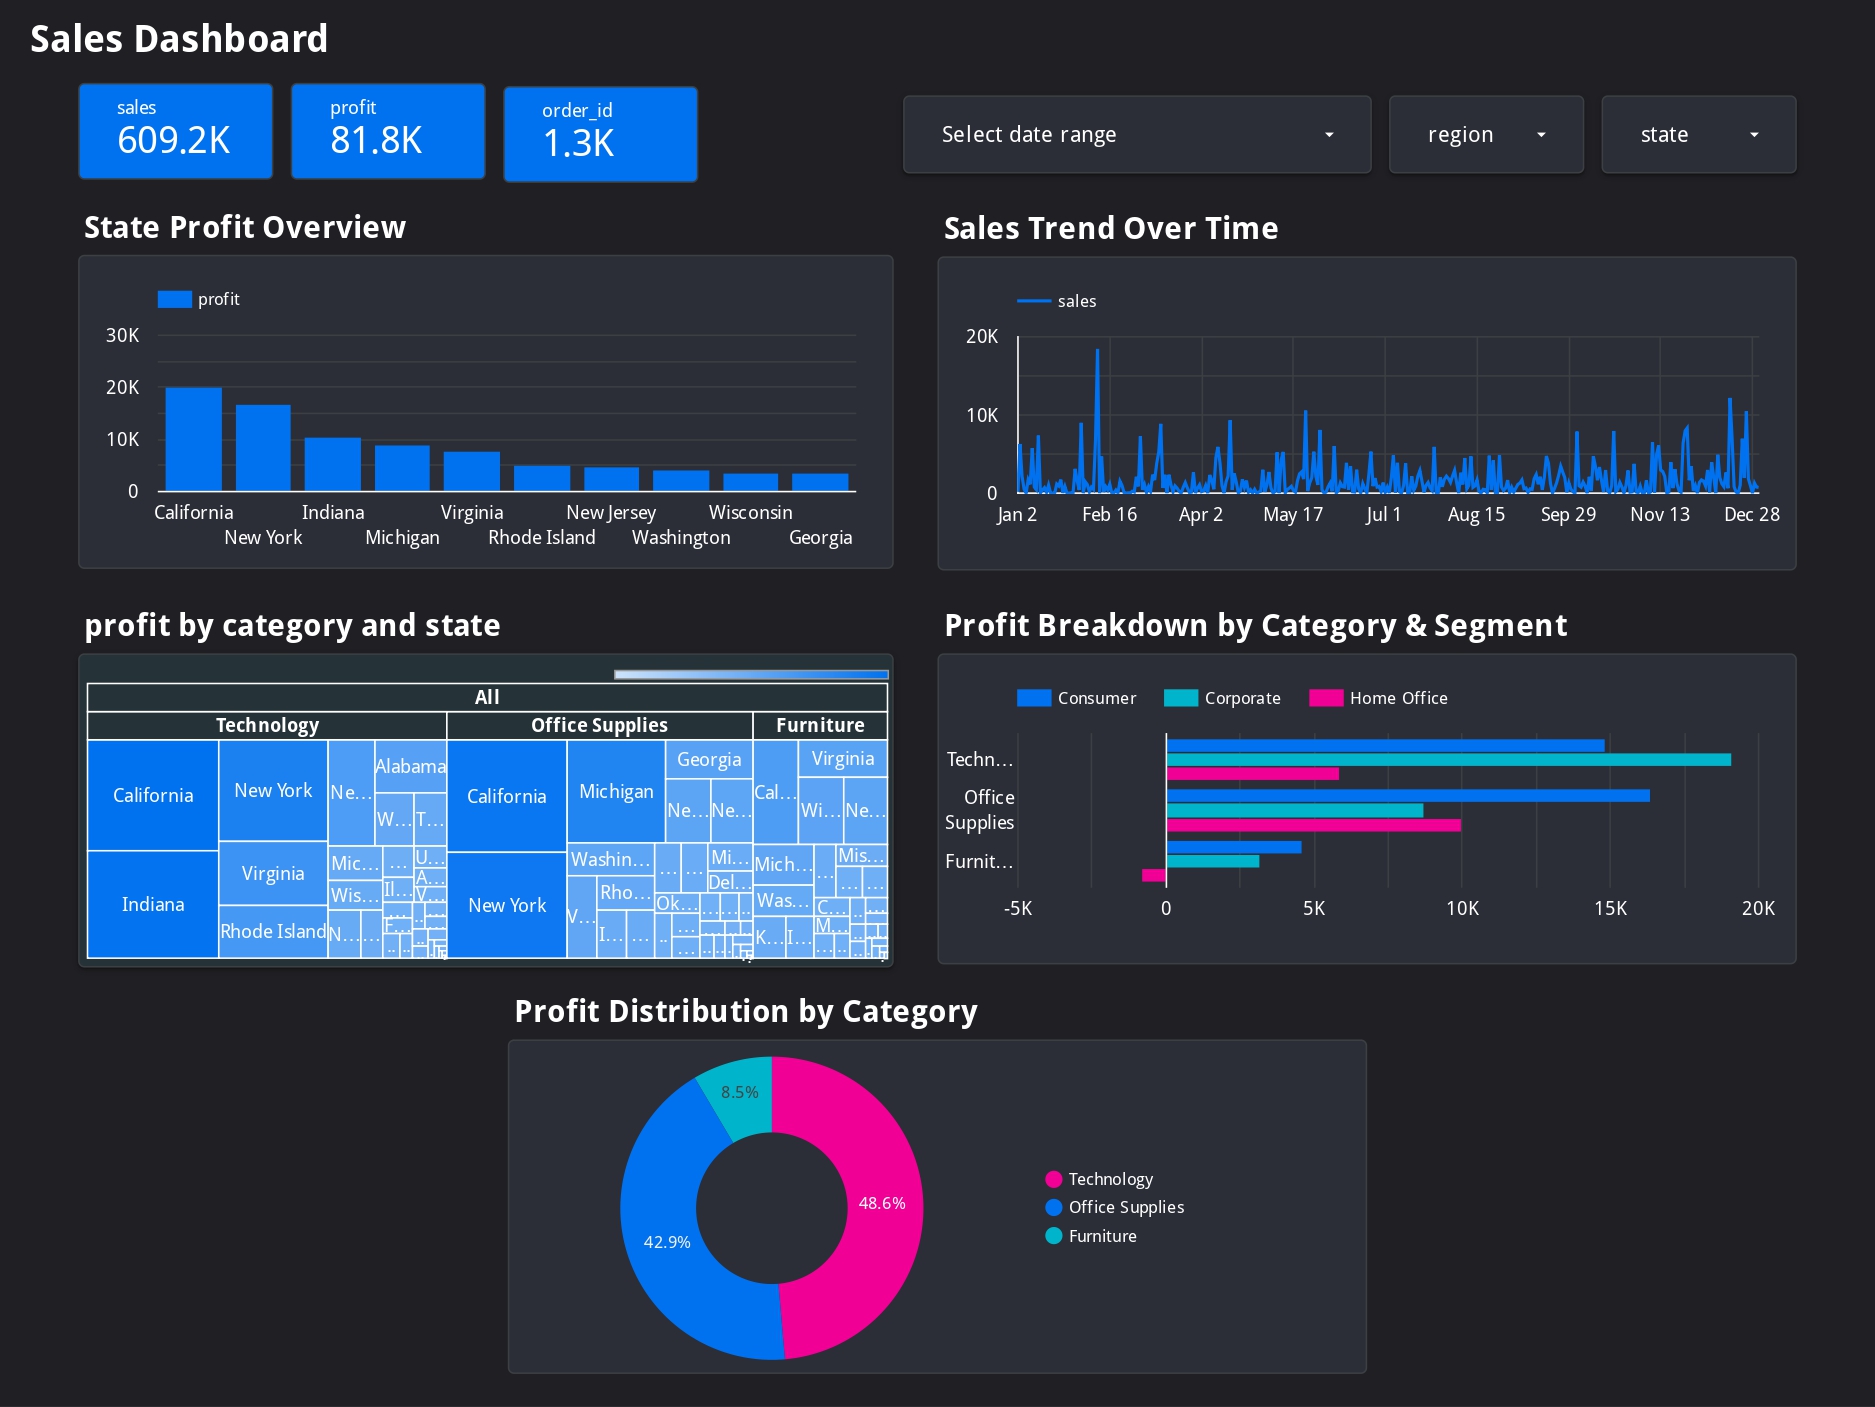 Sales Dashboard
sales
609.2K
profit
81.8K
order_id
1.3K
Select date range
region
state
State Profit Overview
profit
30K
20K
10K
0
California
New York
Indiana
Michigan
Virginia
Rhode Island
New Jersey
Washington
Wisconsin
Georgia
Sales Trend Over Time
sales
20K
10K
0
Jan 2
Feb 16
Apr 2
May 17
Jul 1
Aug 15
Sep 29
Nov 13
Dec 28
profit by category and state
All
Technology
Office Supplies
Furniture
California
Indiana
New York
Virginia
Rhode Island
Ne...
Alabama
W...
T...
Mic...
...
U...
A...
Wis...
Il...
V...
N...
...
F...
California
New York
Michigan
Georgia
Ne...
Ne...
Washin...
...
...
Mi...
Del...
V...
Rho...
Ok...
I...
...
Cal...
Virginia
Wi...
Ne...
Mich...
...
Mis...
...
...
Was...
C...
M...
K...
I...
Profit Breakdown by Category & Segment
Consumer
Corporate
Home Office
Techn...
Office
Supplies
Furnit...
-5K
0
5K
10K
15K
20K
Profit Distribution by Category
8.5%
48.6%
42.9%
Technology
Office Supplies
Furniture